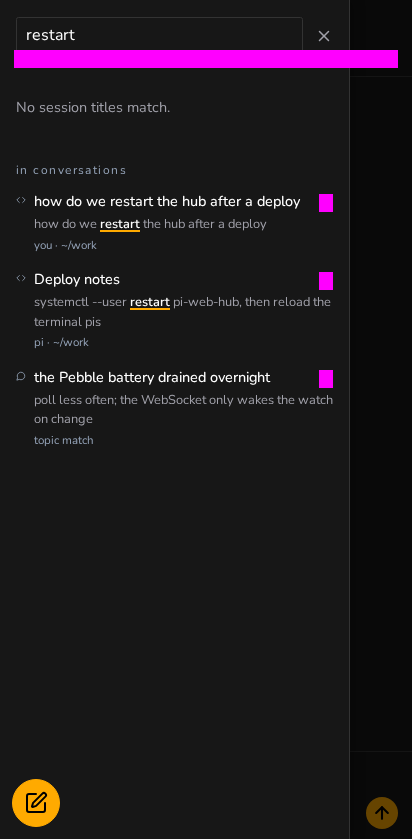 restart
No session titles match.
in conversations
how do we restart the hub after a deploy
how do we restart the hub after a deploy
you · ~/work
Deploy notes
systemctl --user restart pi-web-hub, then reload the
terminal pis
pi · ~/work
the Pebble battery drained overnight
poll less often; the WebSocket only wakes the watch
on change
topic match